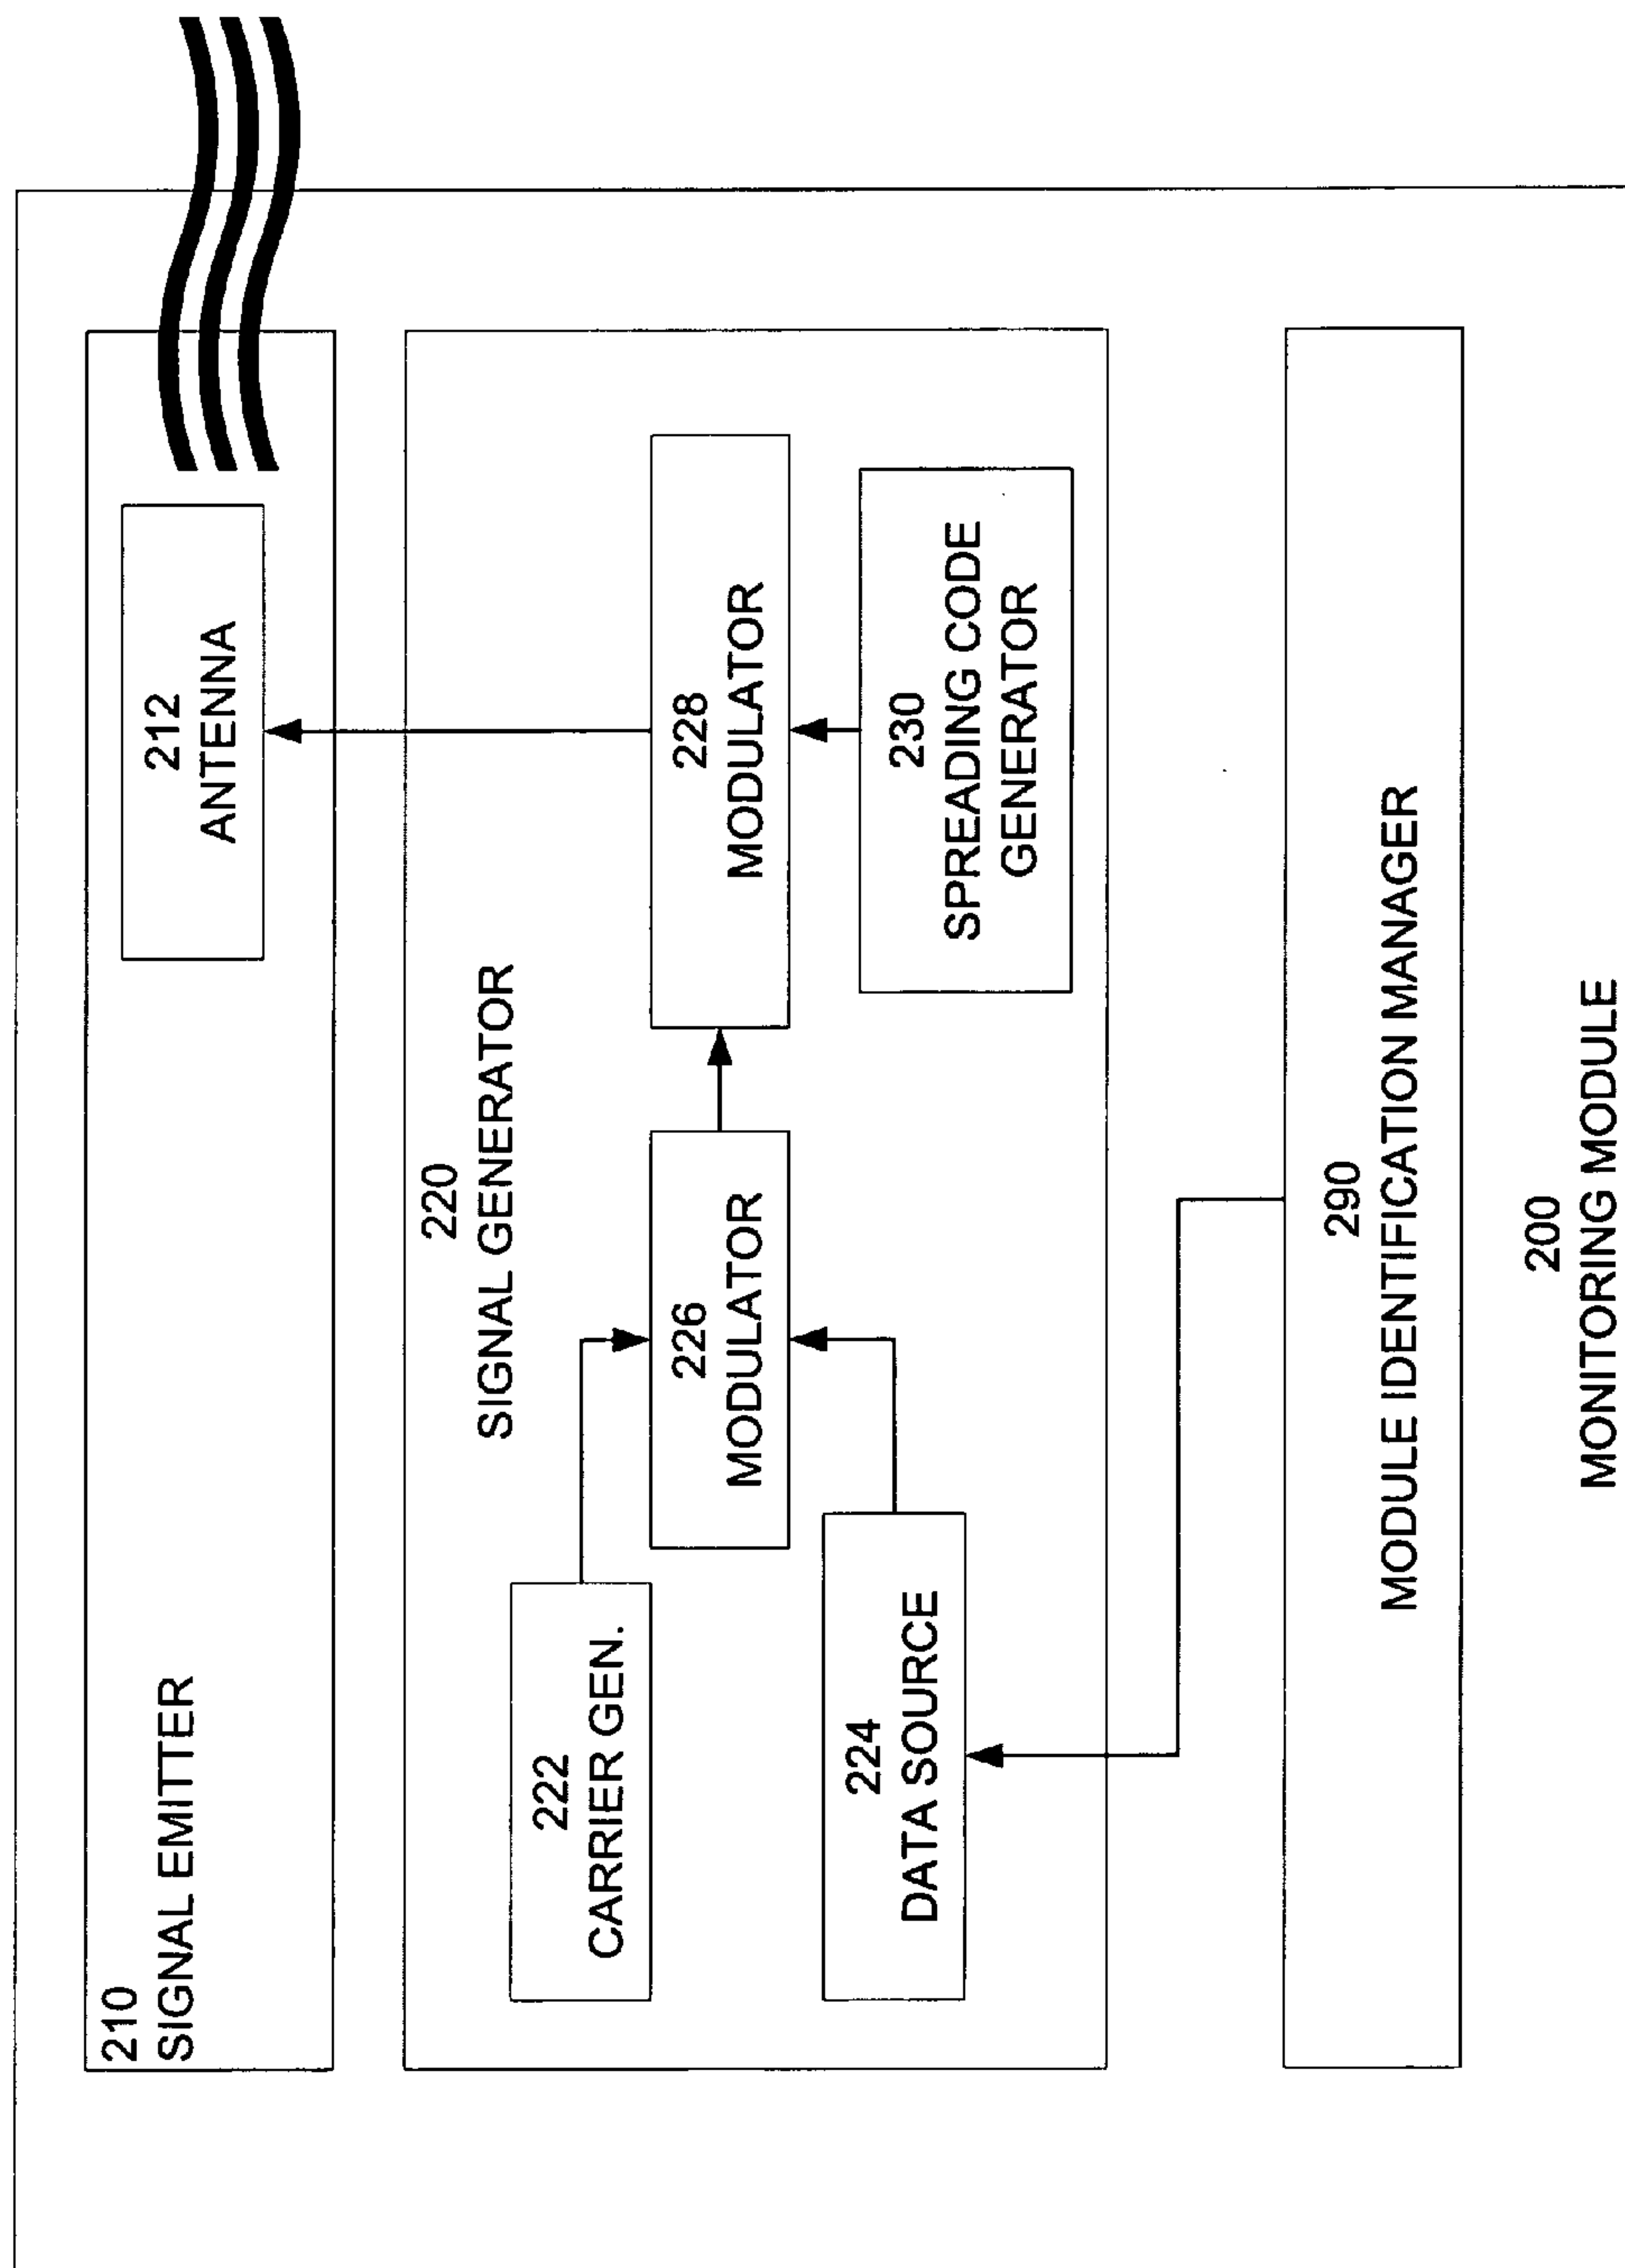 210
SIGNAL EMITTER
212
ANTENNA
220
SIGNAL GENERATOR
222
CARRIER GEN.
226
MODULATOR
228
MODULATOR
224
DATA SOURCE
230
SPREADING CODE
GENERATOR
290
MODULE IDENTIFICATION MANAGER
200
MONITORING MODULE